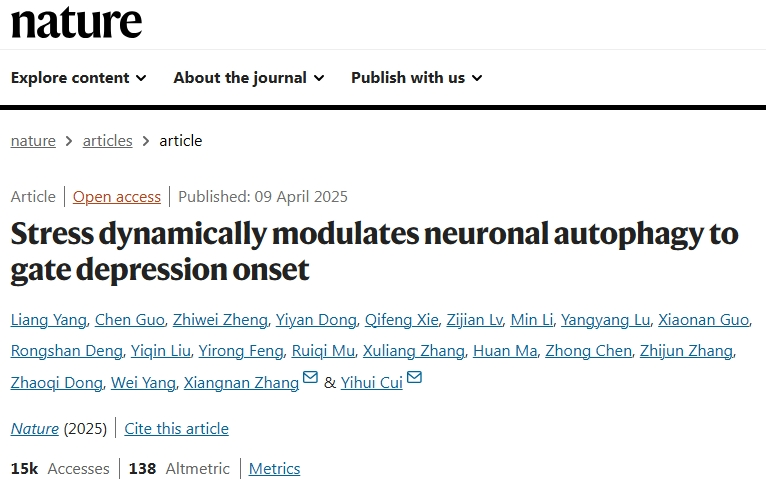 nature
Explore content About the journal Publish with us
nature > articles > article
Article | Open access | Published: 09 April 2025
Stress dynamically modulates neuronal autophagy to
gate depression onset
Liang Yang, Chen Guo, Zhiwei Zheng, Yiyan Dong, Qifeng Xie, Zijian Lv, Min Li, Yangyang Lu, Xiaonan Guo,
Rongshan Deng, Yiqin Liu, Yirong Feng, Ruiqi Mu, Xuliang Zhang, Huan Ma, Zhong Chen, Zhijun Zhang,
Zhaoqi Dong, Wei Yang, Xiangnan Zhang & Yihui Cui
Nature (2025) | Cite this article
15k Accesses | 138 Altmetric | Metrics